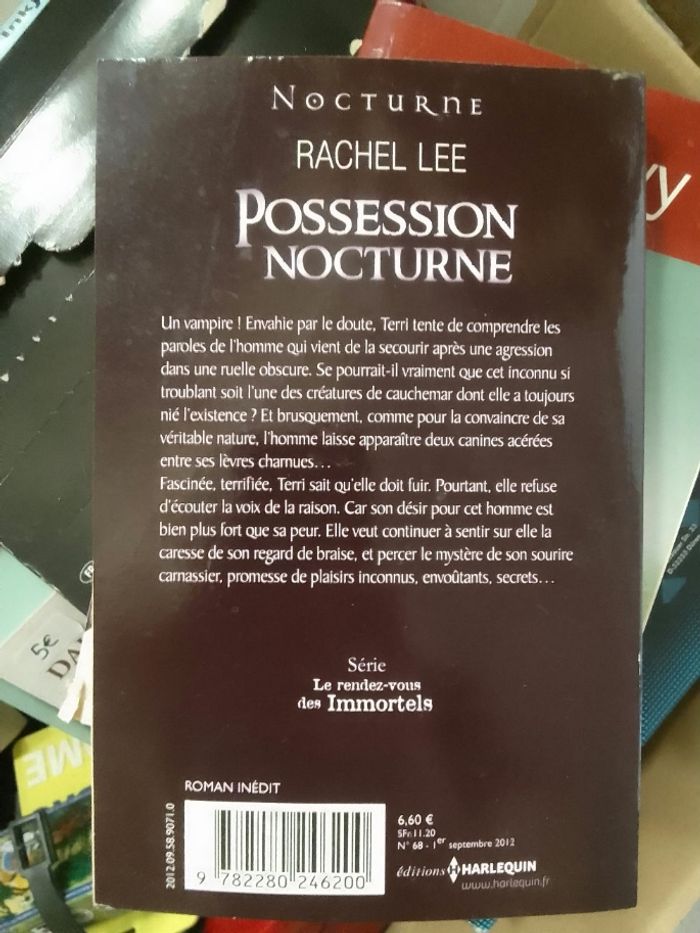 NOCTURNE
RACHEL LEE
POSSESSION
NOCTURNE
Un vampire ! Envahie par le doute, Terri tente de comprendre les
paroles de l'homme qui vient de la secourir après une agression
dans une ruelle obscure. Se pourrait-il vraiment que cet inconnu si
troublant soit l'une des créatures de cauchemar dont elle a toujours
nié l'existence ? Et brusquement, comme pour la convaincre de sa
véritable nature, l'homme laisse apparaître deux canines acérées
entre ses lèvres charnues…
Fascinée, terrifiée, Terri sait qu'elle doit fuir. Pourtant, elle refuse
d'écouter la voix de la raison. Car son désir pour cet homme est
bien plus fort que sa peur. Elle veut continuer à sentir sur elle la
caresse de son regard de braise, et percer le mystère de son sourire
carnassier, promesse de plaisirs inconnus, envoûtants, secrets…
Série
Le rendez-vous
des Immortels
ROMAN INÉDIT
2012.09.58.9071.0
9 782280 246200
6,60 €
SFr.11.20
N° 68 - 1er septembre 2012
éditions HARLEQUIN
www.harlequin.fr
5€